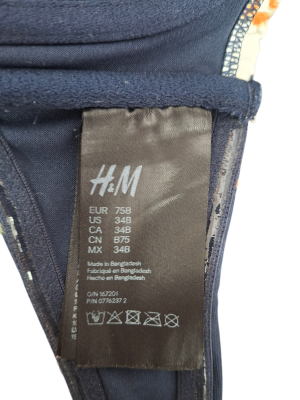 H&M
EUR 75B
US 34B
CA 34B
CN B75
MX 34B
Made in Bangladesh
Fabriqué en Bangladesh
Hecho en Bangladesh
O/N 167201
P/N 0776237 2